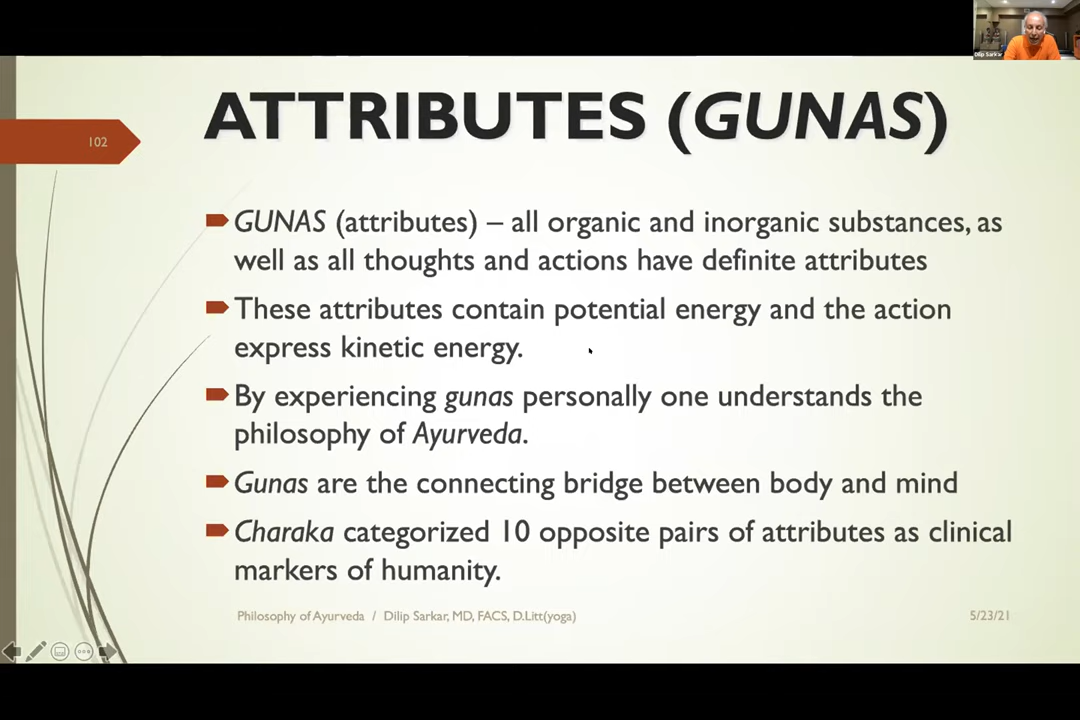 Dilip Sarkar
ATTRIBUTES (GUNAS)
102
GUNAS (attributes) – all organic and inorganic substances, as
well as all thoughts and actions have definite attributes
These attributes contain potential energy and the action
express kinetic energy.
By experiencing gunas personally one understands the
philosophy of Ayurveda.
Gunas are the connecting bridge between body and mind
Charaka categorized 10 opposite pairs of attributes as clinical
markers of humanity.
Philosophy of Ayurveda / Dilip Sarkar, MD, FACS, D.Litt(yoga)
5/23/21